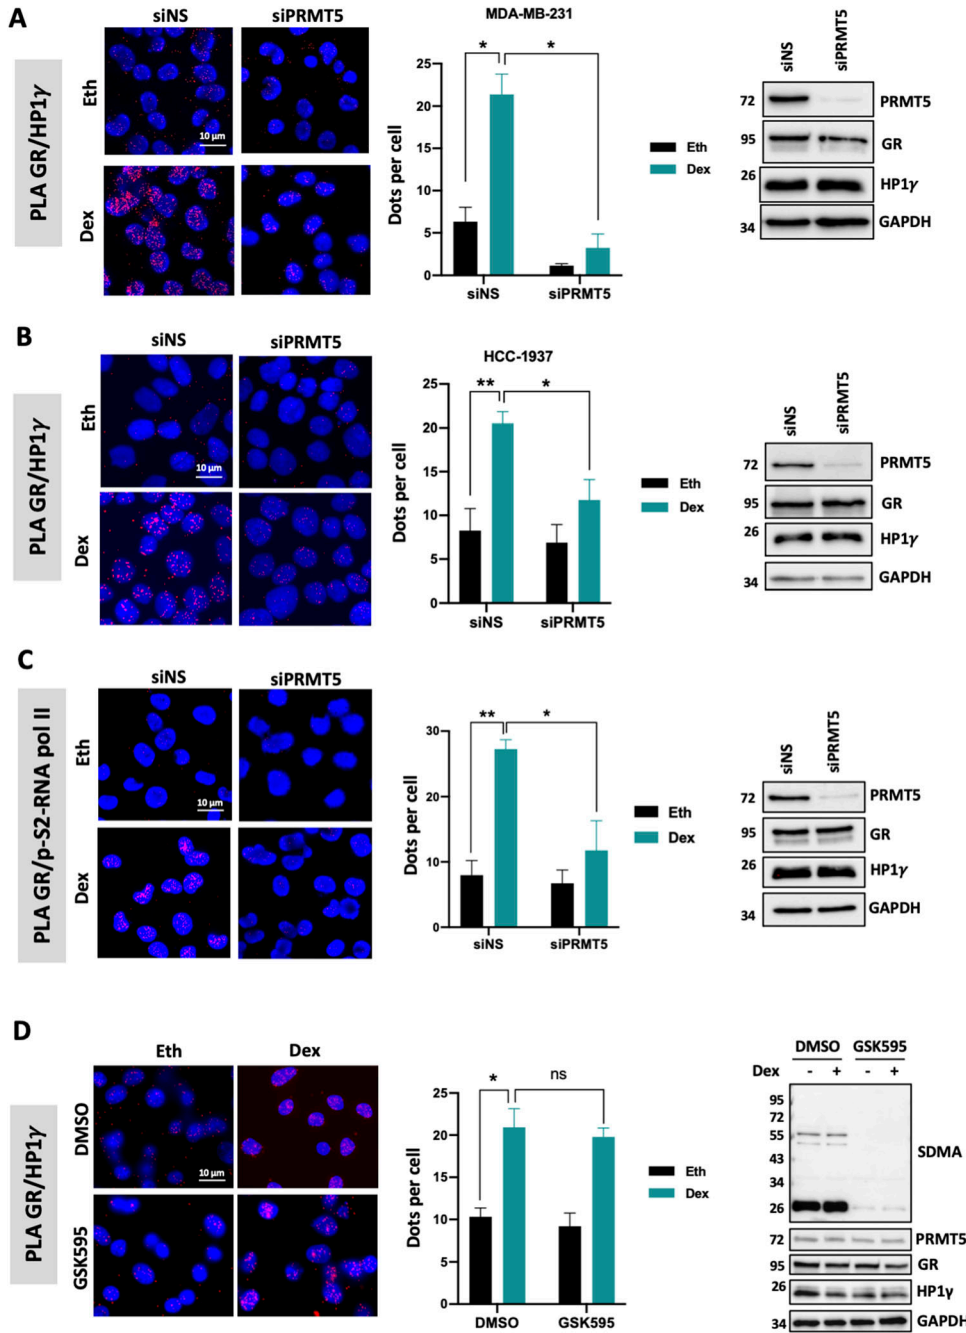 A
siNS
siPRMT5
PLA GR/HP1γ
Eth
Dex
10 μm
MDA-MB-231
Dots per cell
25
20
15
10
5
0
*
*
siNS
siPRMT5
Eth
Dex
siNS
siPRMT5
72
PRMT5
95
GR
26
HP1γ
34
GAPDH
B
siNS
siPRMT5
PLA GR/HP1γ
Eth
Dex
10 μm
HCC-1937
Dots per cell
25
20
15
10
5
0
**
*
siNS
siPRMT5
Eth
Dex
siNS
siPRMT5
72
PRMT5
95
GR
26
HP1γ
34
GAPDH
C
siNS
siPRMT5
PLA GR/p-S2-RNA pol II
Eth
Dex
10 μm
Dots per cell
30
20
10
0
**
*
siNS
siPRMT5
Eth
Dex
siNS
siPRMT5
72
PRMT5
95
GR
26
HP1γ
34
GAPDH
D
Eth
Dex
PLA GR/HP1γ
DMSO
GSK595
10 μm
Dots per cell
25
20
15
10
5
0
*
ns
DMSO
GSK595
Eth
Dex
DMSO GSK595
Dex - + - +
95
72
55
43
34
26
SDMA
72
PRMT5
95
GR
26
HP1γ
34
GAPDH